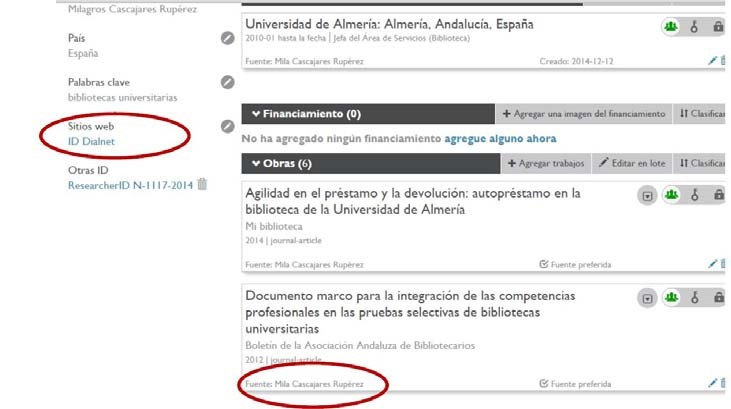 Milagros Cascajares Rupérez
País
España
Palabras clave
bibliotecas universitarias
Sitios web
ID Dialnet
Otras ID
ResearcherID N-1117-2014
Universidad de Almería: Almería, Andalucía, España
2010-01 hasta la fecha | Jefa del Área de Servicios (Biblioteca)
Fuente: Mila Cascajares Rupérez Creado: 2014-12-12
Financiamiento (0) Agregar una imagen del financiamiento Clasificar
No ha agregado ningún financiamiento agregue alguno ahora
Obras (6) Agregar trabajos Editar en lote Clasificar
Agilidad en el préstamo y la devolución: autopréstamo en la
biblioteca de la Universidad de Almería
Mi biblioteca
2014 | journal-article
Fuente: Mila Cascajares Rupérez Fuente preferida
Documento marco para la integración de las competencias
profesionales en las pruebas selectivas de bibliotecas
universitarias
Boletín de la Asociación Andaluza de Bibliotecarios
2012 | journal-article
Fuente: Mila Cascajares Rupérez Fuente preferida